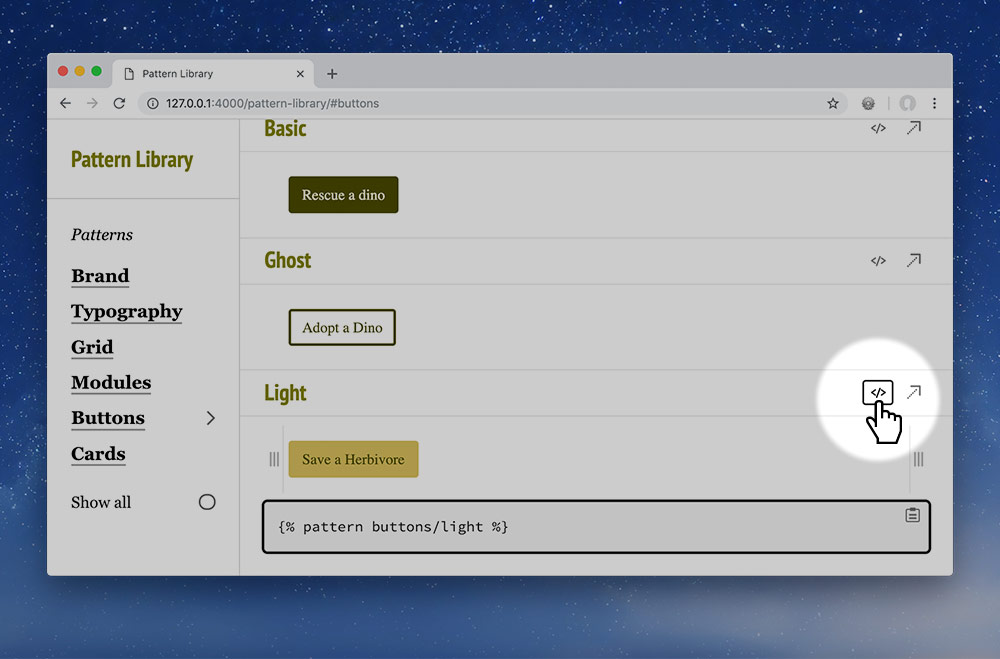 Pattern Library
127.0.0.1:4000/pattern-library/#buttons
Pattern Library
Patterns
Brand
Typography
Grid
Modules
Buttons
Cards
Show all
Basic
</>
Rescue a dino
Ghost
</>
Adopt a Dino
Light
</>
Save a Herbivore
{% pattern buttons/light %}